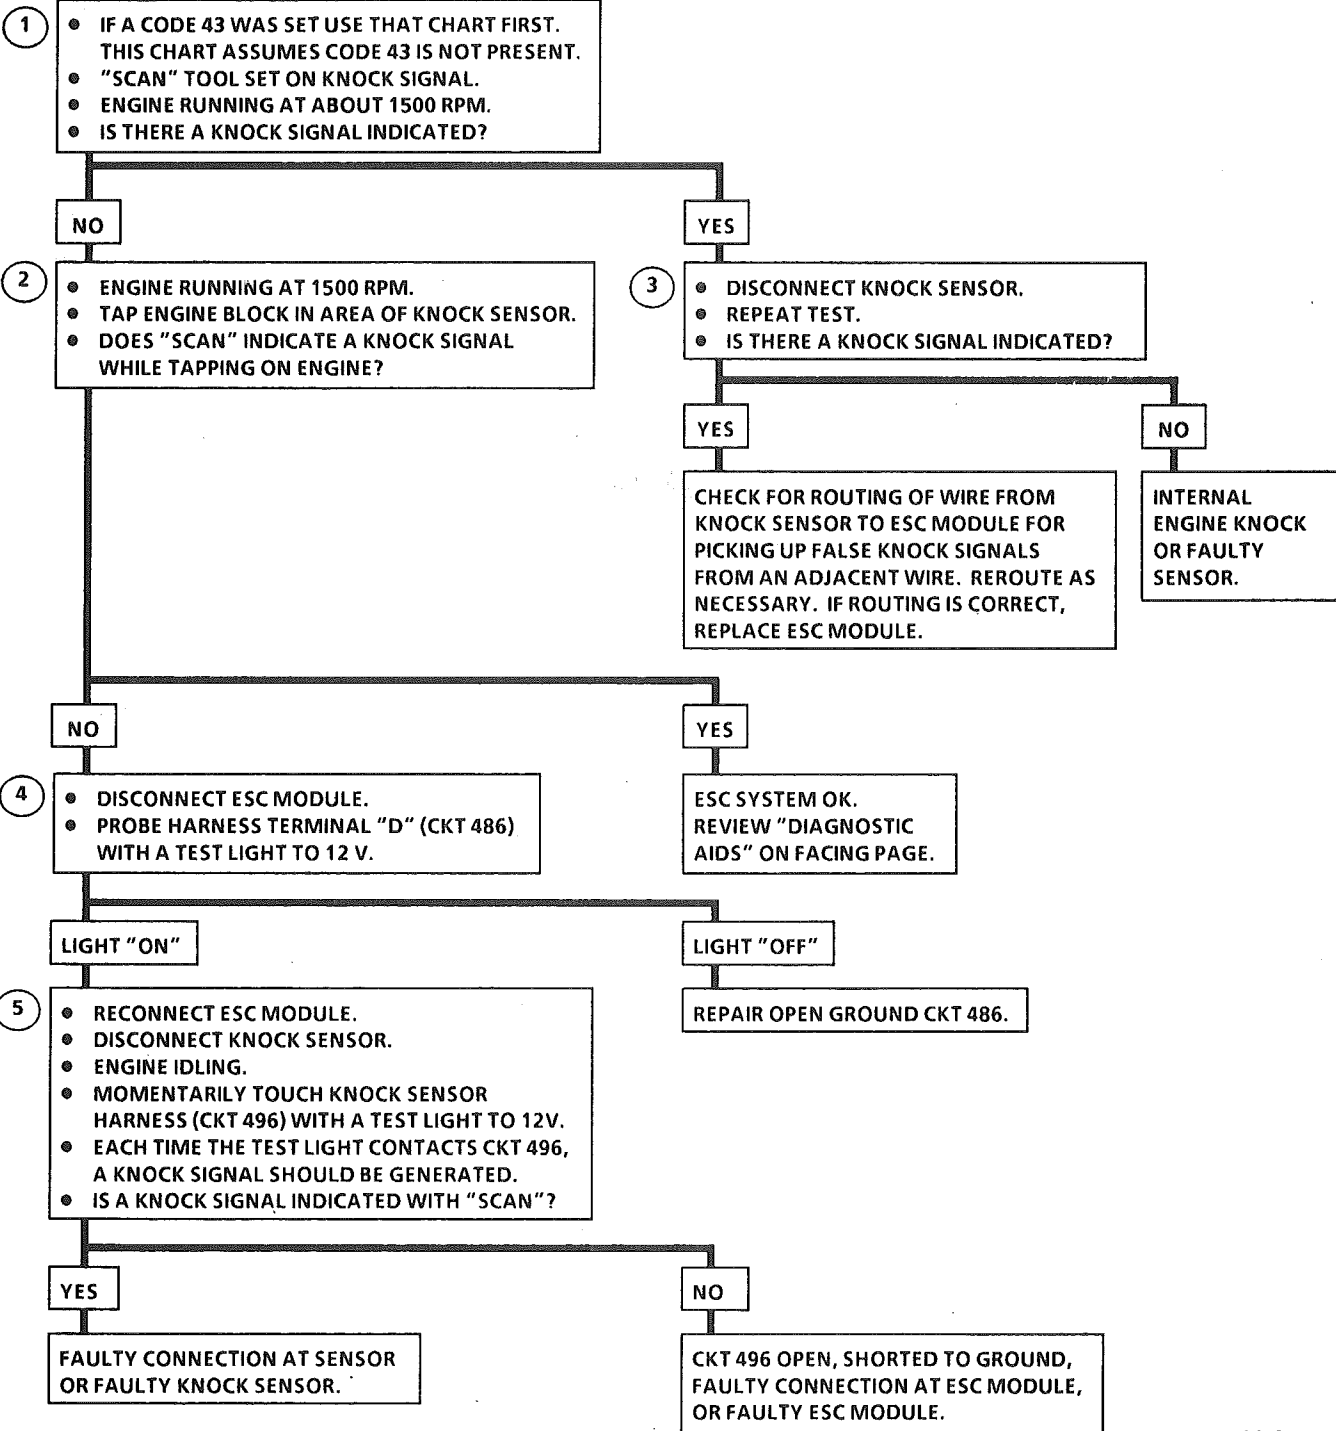 1
● IF A CODE 43 WAS SET USE THAT CHART FIRST.
THIS CHART ASSUMES CODE 43 IS NOT PRESENT.
● "SCAN" TOOL SET ON KNOCK SIGNAL.
● ENGINE RUNNING AT ABOUT 1500 RPM.
● IS THERE A KNOCK SIGNAL INDICATED?
NO
YES
2
● ENGINE RUNNING AT 1500 RPM.
● TAP ENGINE BLOCK IN AREA OF KNOCK SENSOR.
● DOES "SCAN" INDICATE A KNOCK SIGNAL
WHILE TAPPING ON ENGINE?
3
● DISCONNECT KNOCK SENSOR.
● REPEAT TEST.
● IS THERE A KNOCK SIGNAL INDICATED?
YES
NO
CHECK FOR ROUTING OF WIRE FROM
KNOCK SENSOR TO ESC MODULE FOR
PICKING UP FALSE KNOCK SIGNALS
FROM AN ADJACENT WIRE. REROUTE AS
NECESSARY. IF ROUTING IS CORRECT,
REPLACE ESC MODULE.
INTERNAL
ENGINE KNOCK
OR FAULTY
SENSOR.
NO
YES
4
● DISCONNECT ESC MODULE.
● PROBE HARNESS TERMINAL "D" (CKT 486)
WITH A TEST LIGHT TO 12 V.
ESC SYSTEM OK.
REVIEW "DIAGNOSTIC
AIDS" ON FACING PAGE.
LIGHT "ON"
LIGHT "OFF"
5
● RECONNECT ESC MODULE.
● DISCONNECT KNOCK SENSOR.
● ENGINE IDLING.
● MOMENTARILY TOUCH KNOCK SENSOR
HARNESS (CKT 496) WITH A TEST LIGHT TO 12V.
● EACH TIME THE TEST LIGHT CONTACTS CKT 496,
A KNOCK SIGNAL SHOULD BE GENERATED.
● IS A KNOCK SIGNAL INDICATED WITH "SCAN"?
REPAIR OPEN GROUND CKT 486.
YES
NO
FAULTY CONNECTION AT SENSOR
OR FAULTY KNOCK SENSOR.
CKT 496 OPEN, SHORTED TO GROUND,
FAULTY CONNECTION AT ESC MODULE,
OR FAULTY ESC MODULE.